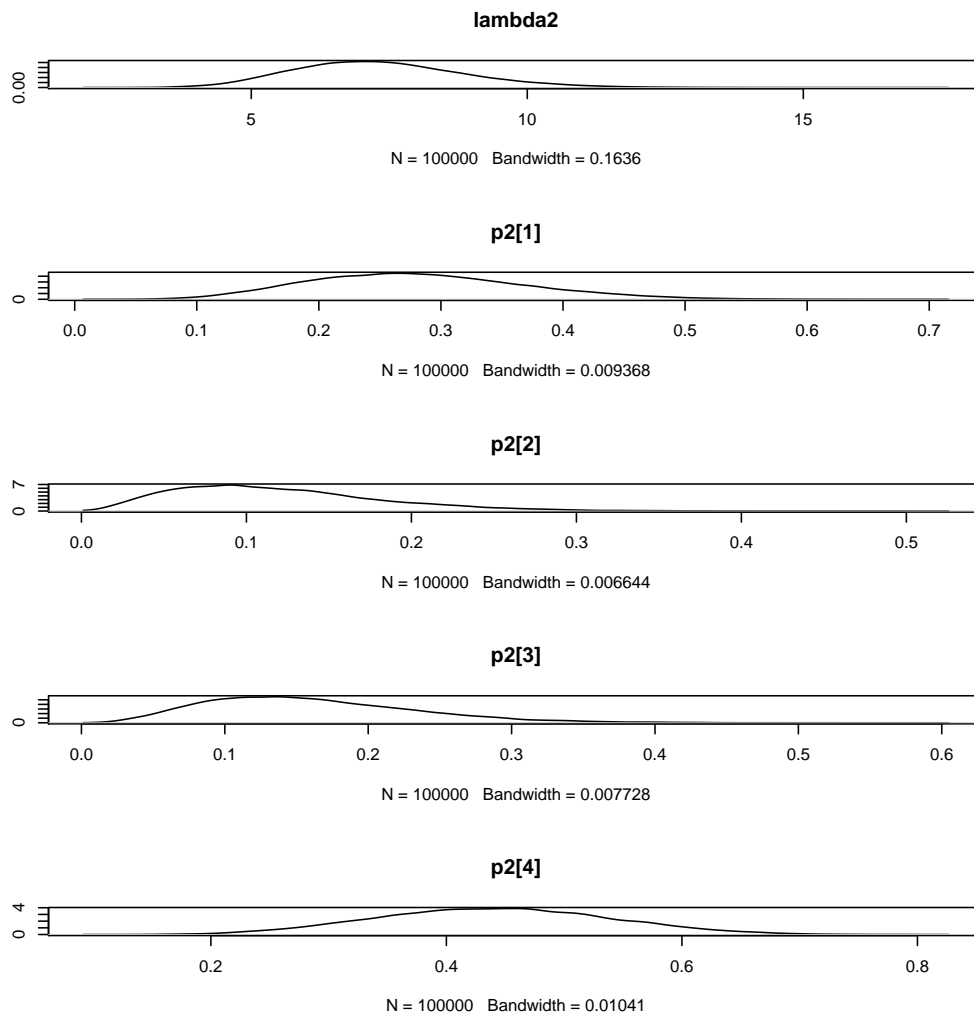 lambda2
0.00
5 10 15
N = 100000 Bandwidth = 0.1636
p2[1]
0
0.0 0.1 0.2 0.3 0.4 0.5 0.6 0.7
N = 100000 Bandwidth = 0.009368
p2[2]
7
0
0.0 0.1 0.2 0.3 0.4 0.5
N = 100000 Bandwidth = 0.006644
p2[3]
0
0.0 0.1 0.2 0.3 0.4 0.5 0.6
N = 100000 Bandwidth = 0.007728
p2[4]
4
0
0.2 0.4 0.6 0.8
N = 100000 Bandwidth = 0.01041